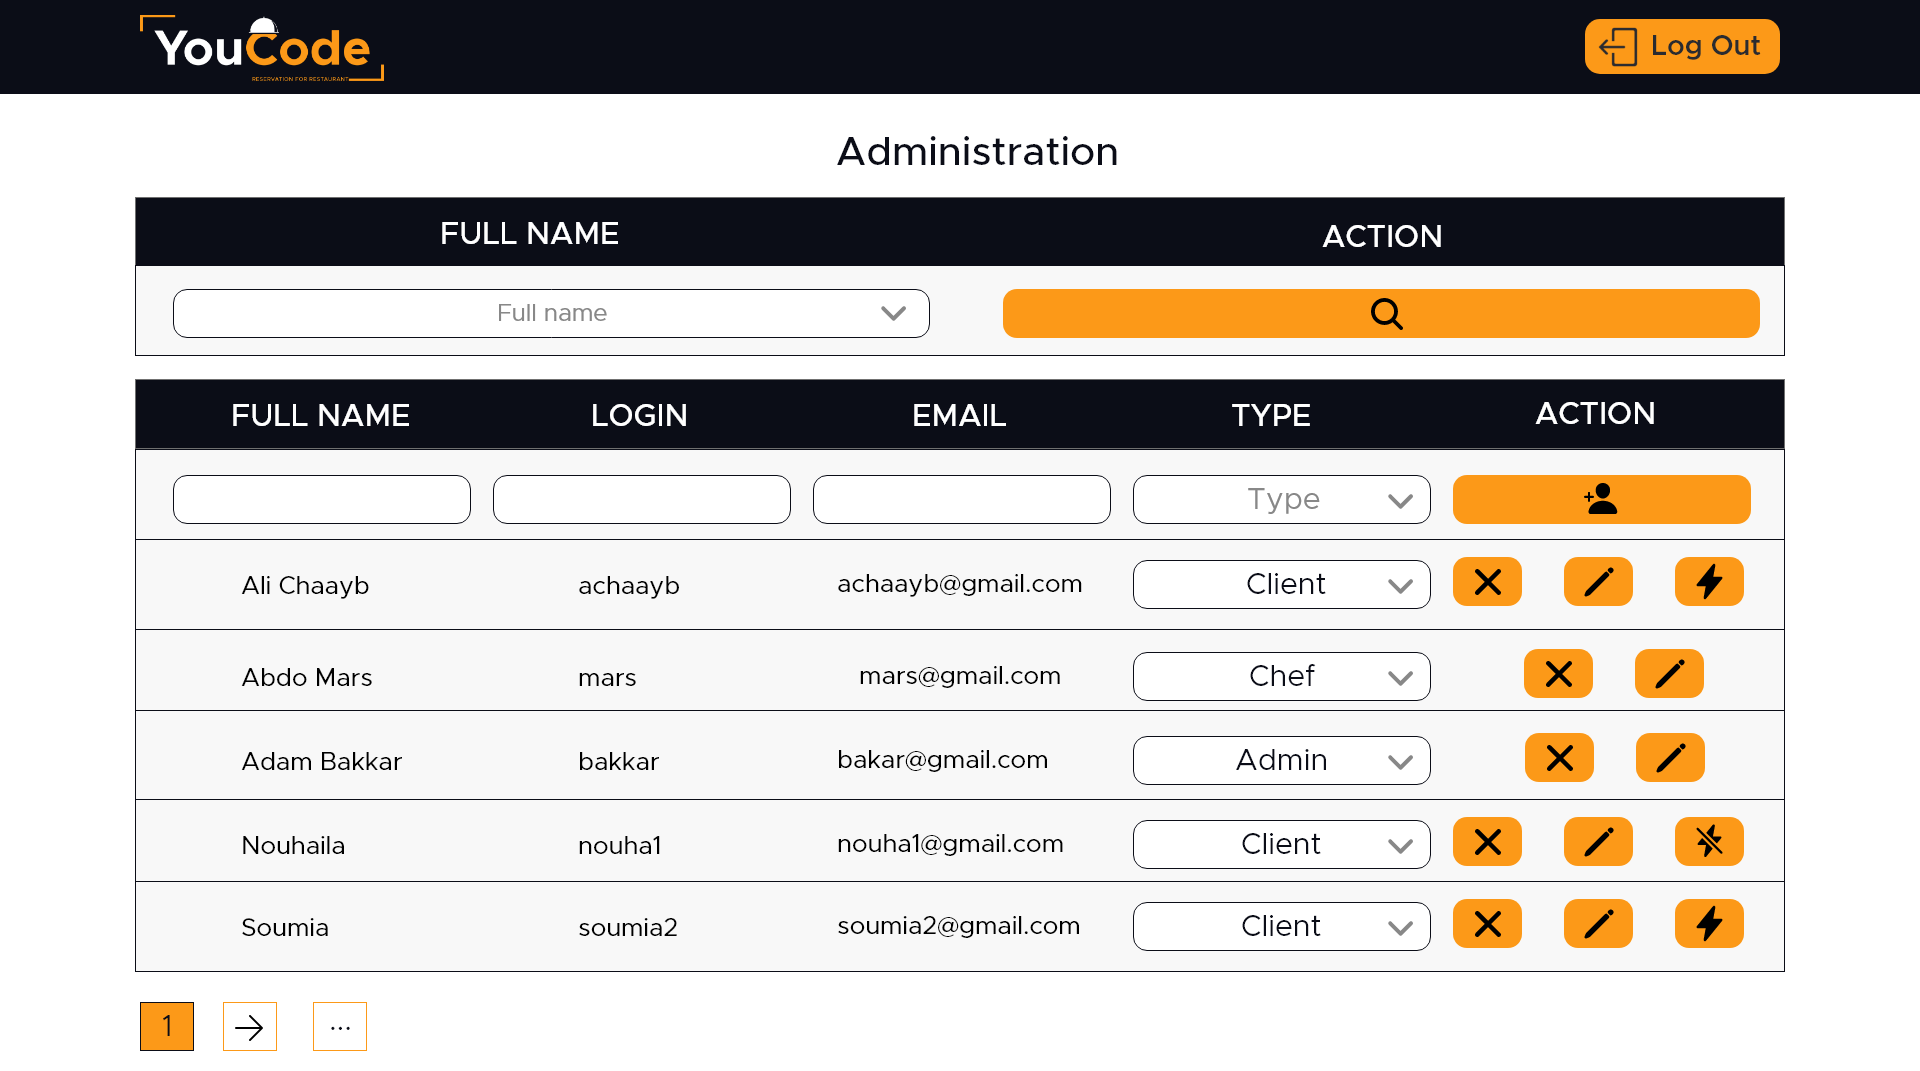 YouCode
RESERVATION FOR RESTAURANT
Log Out
Administration
FULL NAME ACTION
Full name
FULL NAME LOGIN EMAIL TYPE ACTION
Type
Ali Chaayb achaayb achaayb@gmail.com Client
Abdo Mars mars mars@gmail.com Chef
Adam Bakkar bakkar bakar@gmail.com Admin
Nouhaila nouha1 nouha1@gmail.com Client
Soumia soumia2 soumia2@gmail.com Client
1 ...